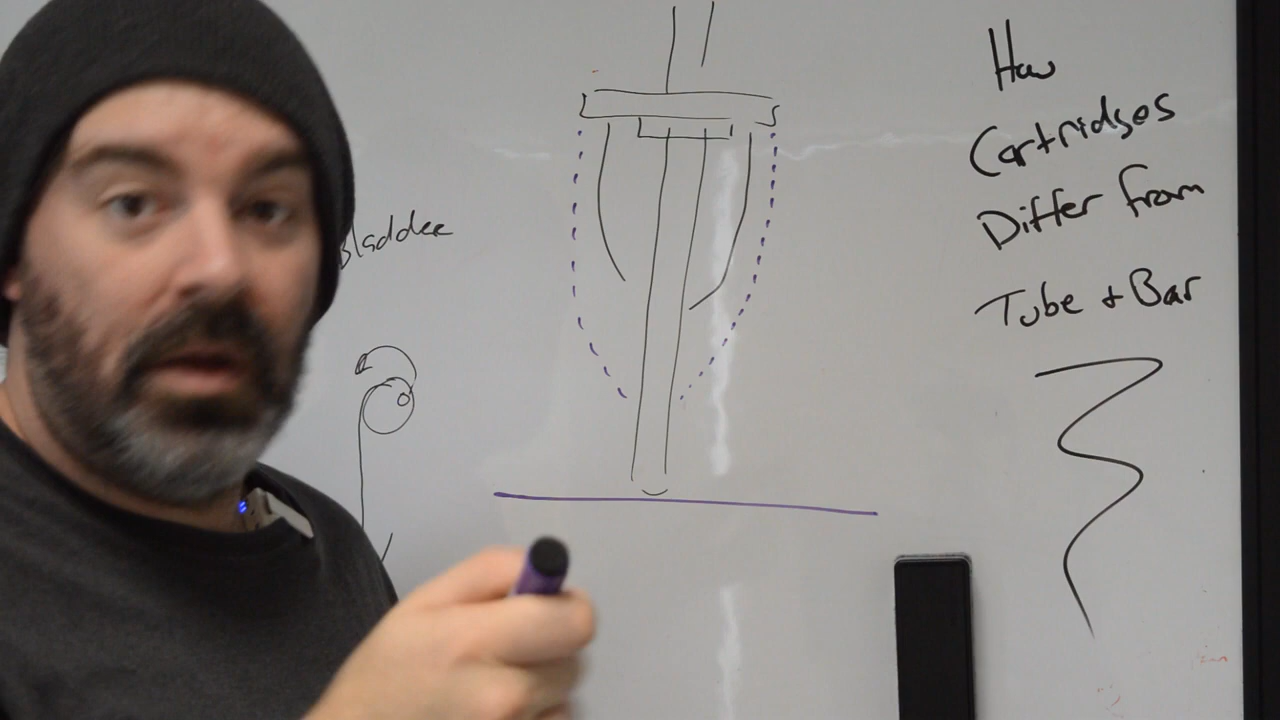 Bladder
How
Cartridges
Differ from
Tube + Bar